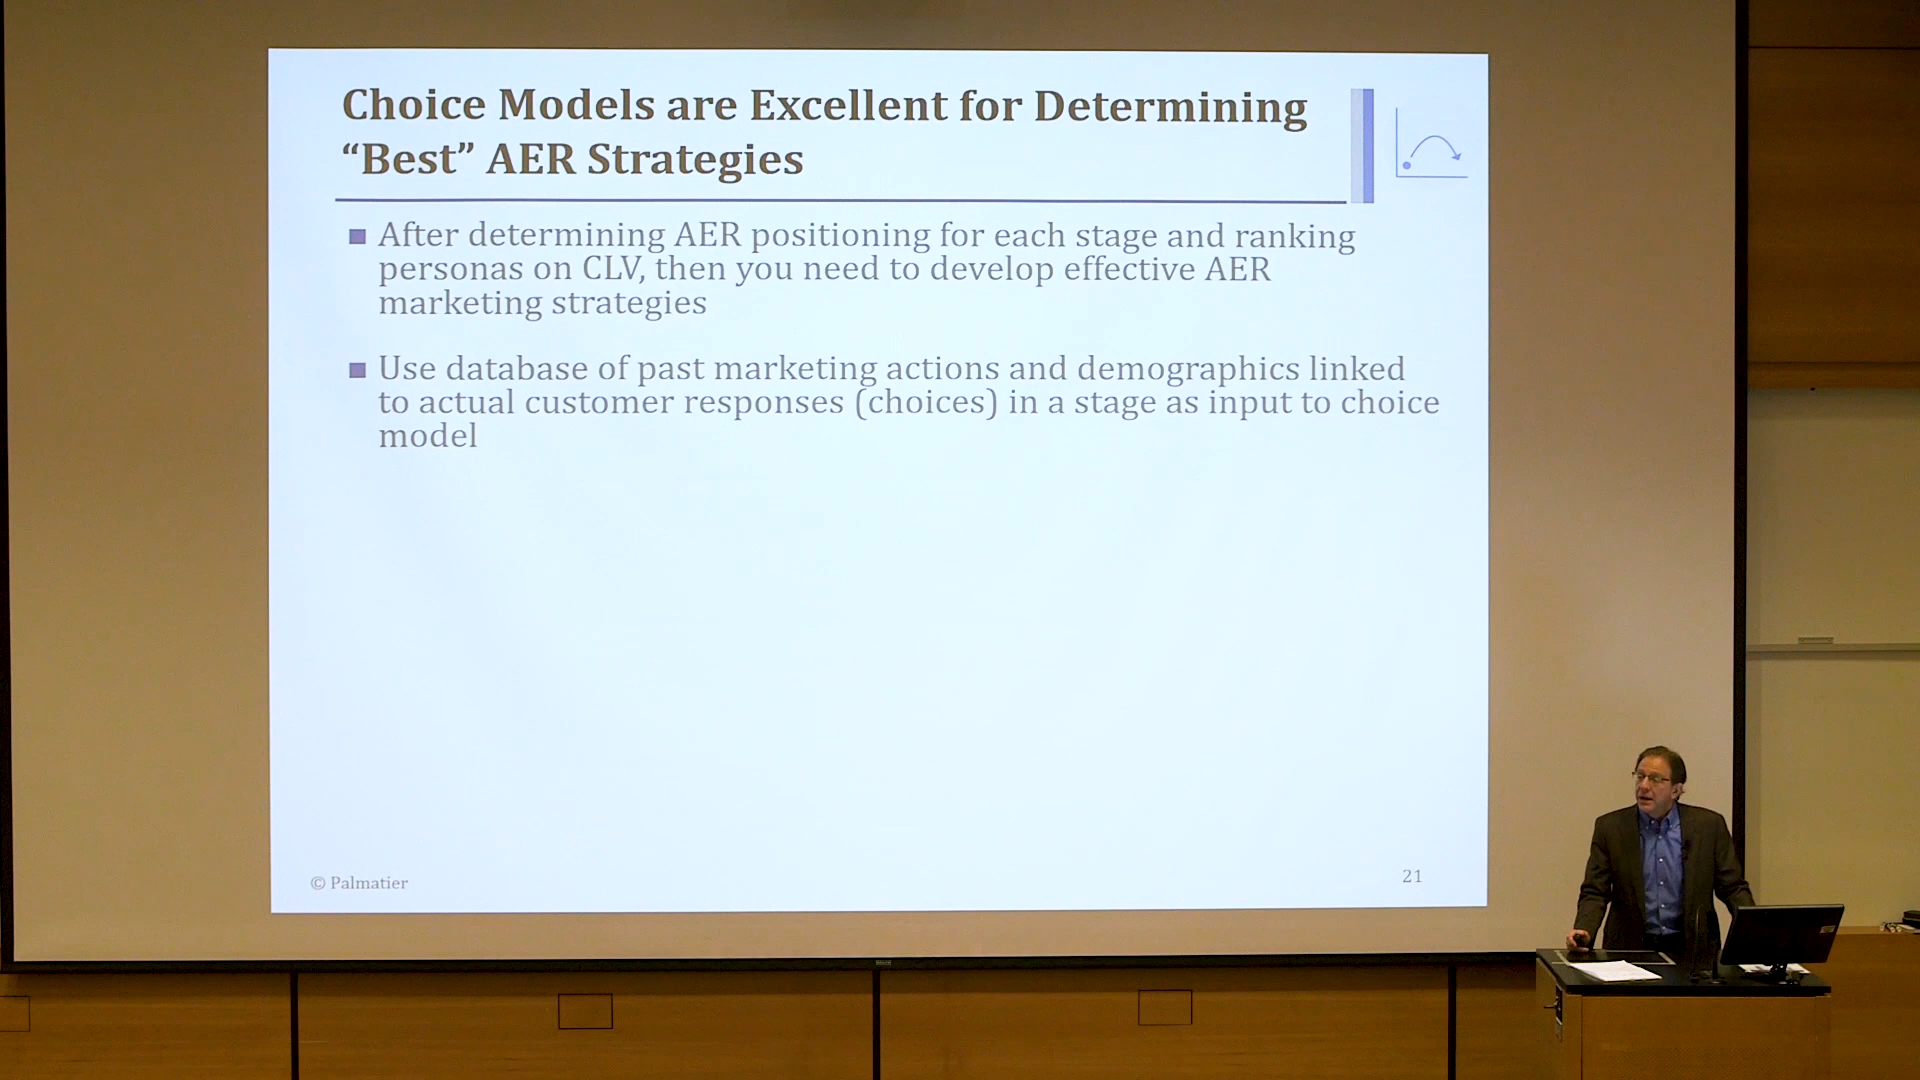 Choice Models are Excellent for Determining
“Best” AER Strategies
■ After determining AER positioning for each stage and ranking
personas on CLV, then you need to develop effective AER
marketing strategies
■ Use database of past marketing actions and demographics linked
to actual customer responses (choices) in a stage as input to choice
model
© Palmatier
21